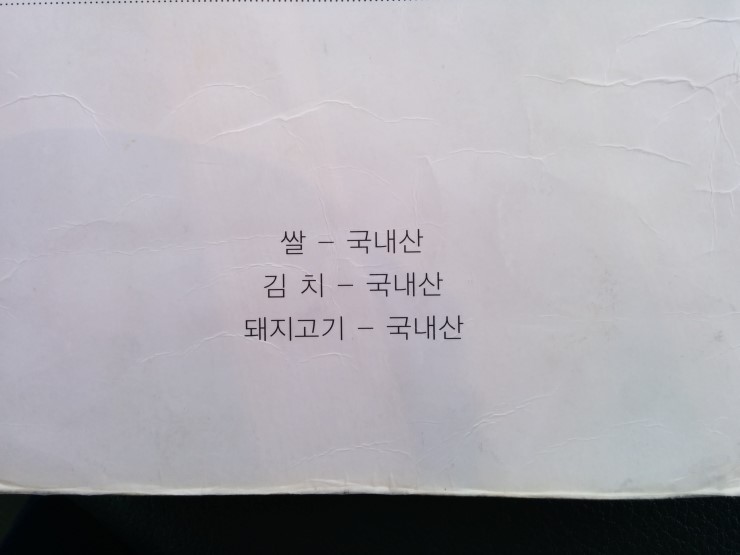 쌀 – 국내산
김 치 – 국내산
돼지고기 – 국내산